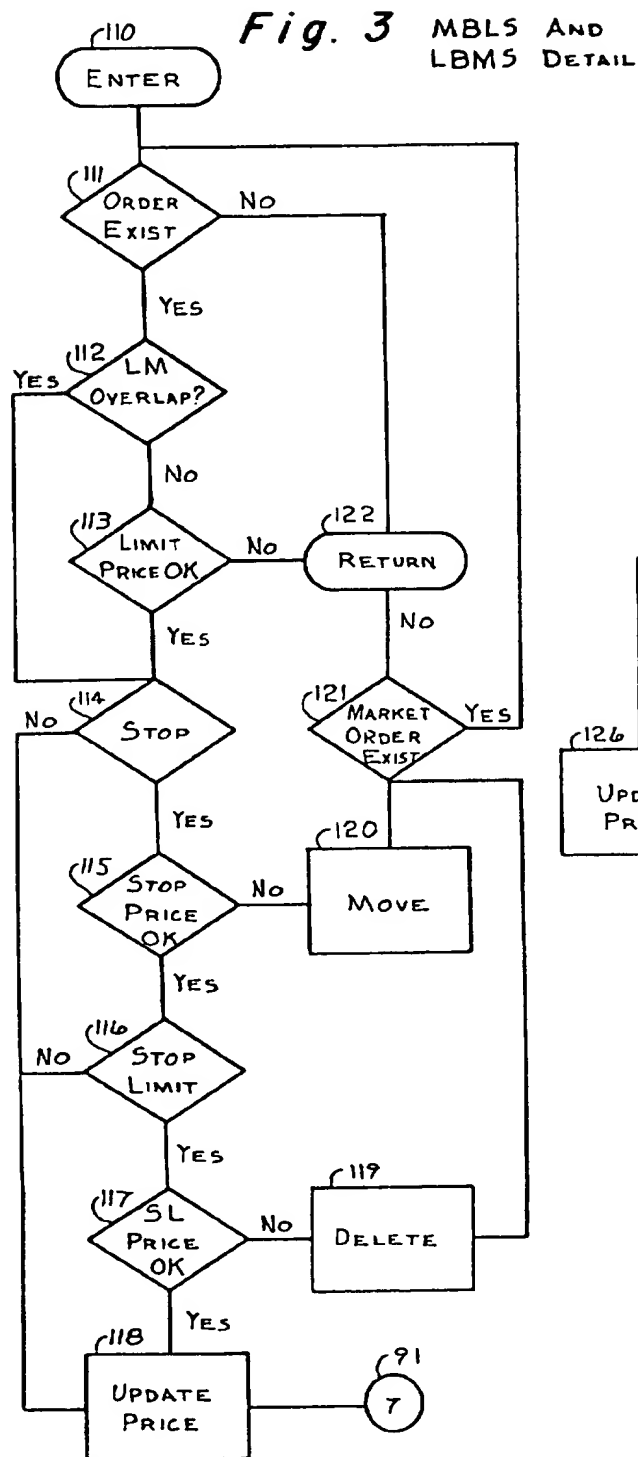 110
Fig. 3 MBLS AND
LBMS DETAIL
ENTER
111
ORDER
EXIST
NO
YES
112
LM
OVERLAP?
YES
NO
113
LIMIT
PRICE OK
NO
122
RETURN
YES
NO
114
STOP
NO
121
MARKET
ORDER
EXIST
YES
126
YES
115
STOP
PRICE
OK
NO
120
MOVE
YES
116
STOP
LIMIT
NO
YES
117
SL
PRICE
OK
NO
119
DELETE
YES
118
UPDATE
PRICE
91
7